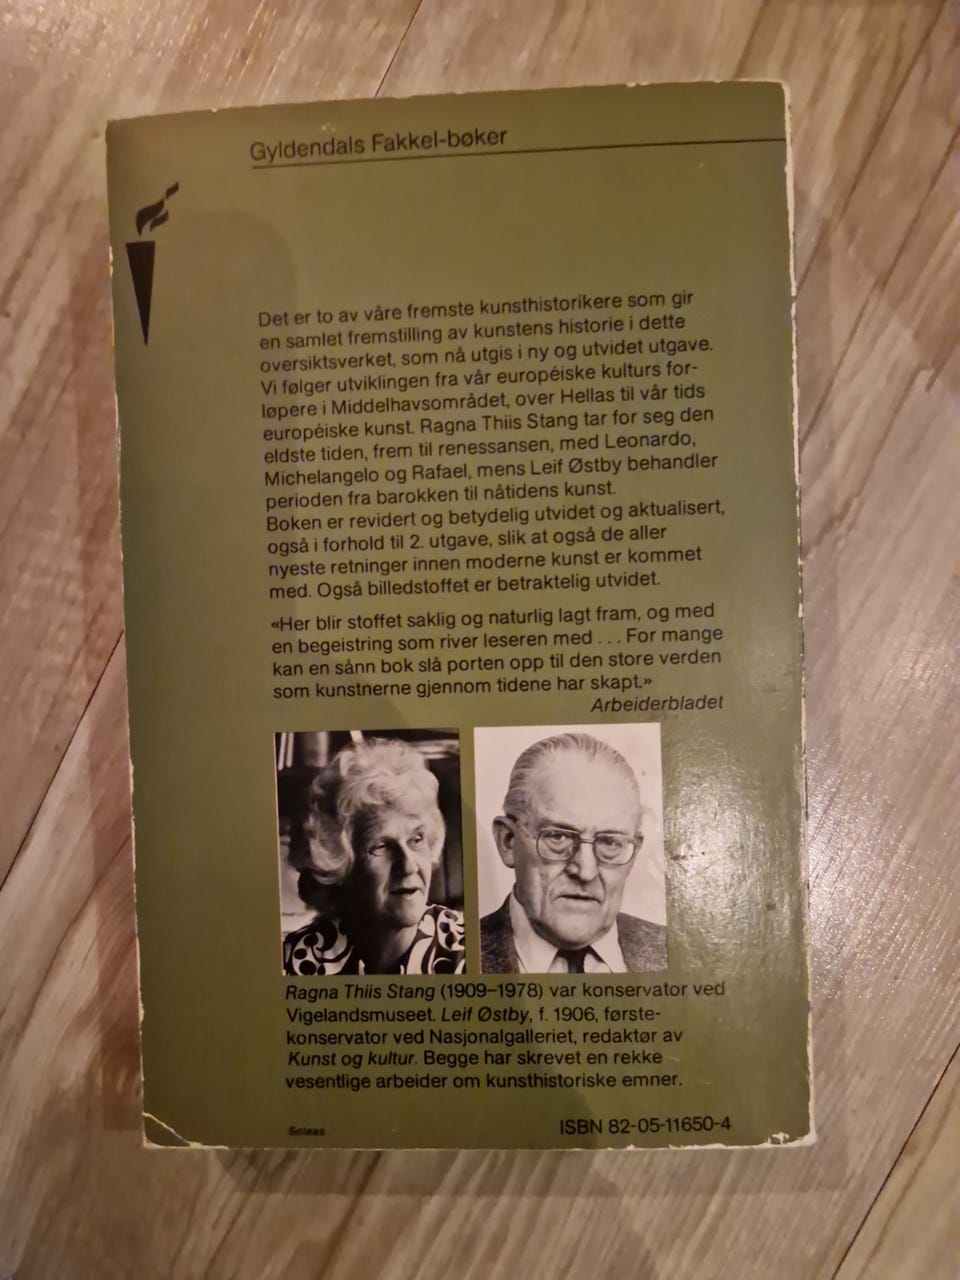 Gyldendals Fakkel-bøker
Det er to av våre fremste kunsthistorikere som gir
en samlet fremstilling av kunstens historie i dette
oversiktsverket, som nå utgis i ny og utvidet utgave.
Vi følger utviklingen fra vår européiske kulturs for-
løpere i Middelhavsområdet, over Hellas til vår tids
européiske kunst. Ragna Thiis Stang tar for seg den
eldste tiden, frem til renessansen, med Leonardo,
Michelangelo og Rafael, mens Leif Østby behandler
perioden fra barokken til nåtidens kunst.
Boken er revidert og betydelig utvidet og aktualisert,
også i forhold til 2. utgave, slik at også de aller
nyeste retninger innen moderne kunst er kommet
med. Også billedstoffet er betraktelig utvidet.
«Her blir stoffet saklig og naturlig lagt fram, og med
en begeistring som river leseren med . . . For mange
kan en sånn bok slå porten opp til den store verden
som kunstnerne gjennom tidene har skapt.»
Arbeiderbladet
Ragna Thiis Stang (1909–1978) var konservator ved
Vigelandsmuseet. Leif Østby, f. 1906, første-
konservator ved Nasjonalgalleriet, redaktør av
Kunst og kultur. Begge har skrevet en rekke
vesentlige arbeider om kunsthistoriske emner.
Soleas
ISBN 82-05-11650-4